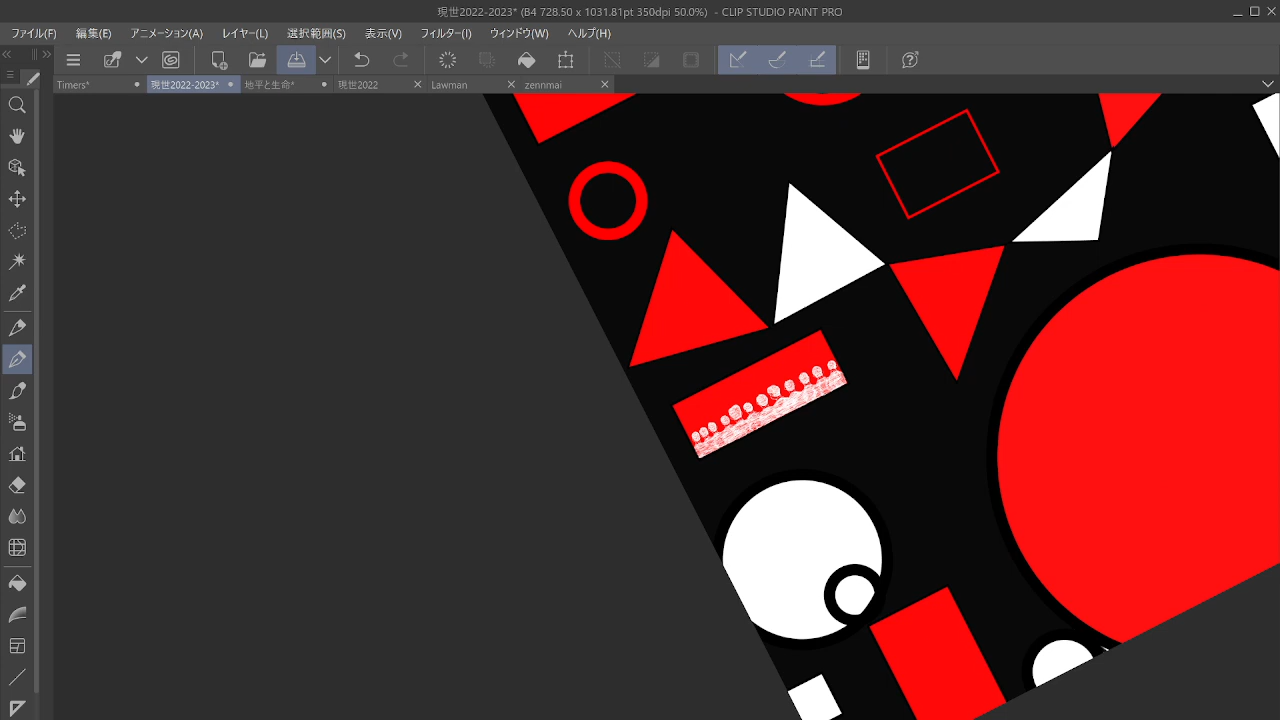 現世2022-2023* (B4 728.50 x 1031.81pt 350dpi 50.0%) - CLIP STUDIO PAINT PRO
ファイル(F) 編集(E) アニメーション(A) レイヤー(L) 選択範囲(S) 表示(V) フィルター(I) ウィンドウ(W) ヘルプ(H)
Timers* 現世2022-2023* 地平と生命* 現世2022 Lawman zennmai